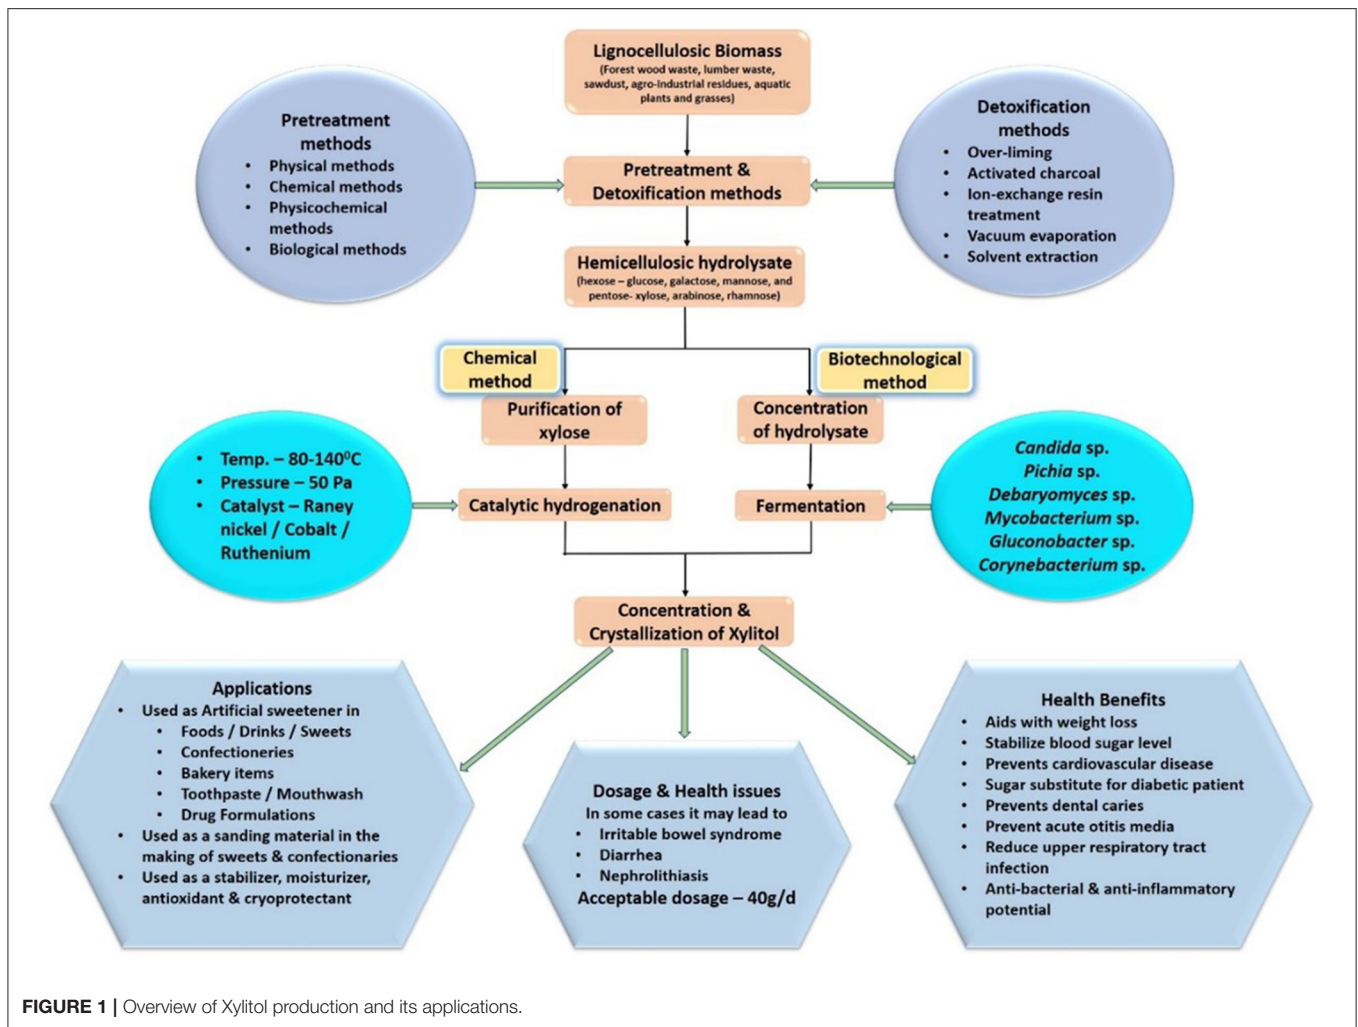 Lignocellulosic Biomass
(Forest wood waste, lumber waste,
sawdust, agro-industrial residues, aquatic
plants and grasses)
Pretreatment
methods
• Physical methods
• Chemical methods
• Physicochemical
methods
• Biological methods
Pretreatment &
Detoxification methods
Detoxification
methods
• Over-liming
• Activated charcoal
• Ion-exchange resin
treatment
• Vacuum evaporation
• Solvent extraction
Hemicellulosic hydrolysate
(hexose – glucose, galactose, mannose, and
pentose- xylose, arabinose, rhamnose)
Chemical
method
Biotechnological
method
Purification of
xylose
Concentration
of hydrolysate
• Temp. – 80-140⁰C
• Pressure – 50 Pa
• Catalyst – Raney
nickel / Cobalt /
Ruthenium
Catalytic hydrogenation
Fermentation
Candida sp.
Pichia sp.
Debaryomyces sp.
Mycobacterium sp.
Gluconobacter sp.
Corynebacterium sp.
Concentration &
Crystallization of Xylitol
Applications
• Used as Artificial sweetener in
• Foods / Drinks / Sweets
• Confectioneries
• Bakery items
• Toothpaste / Mouthwash
• Drug Formulations
• Used as a sanding material in the
making of sweets & confectionaries
• Used as a stabilizer, moisturizer,
antioxidant & cryoprotectant
Dosage & Health issues
In some cases it may lead to
• Irritable bowel syndrome
• Diarrhea
• Nephrolithiasis
Acceptable dosage – 40g/d
Health Benefits
• Aids with weight loss
• Stabilize blood sugar level
• Prevents cardiovascular disease
• Sugar substitute for diabetic patient
• Prevents dental caries
• Prevent acute otitis media
• Reduce upper respiratory tract
infection
• Anti-bacterial & anti-inflammatory
potential
FIGURE 1 | Overview of Xylitol production and its applications.